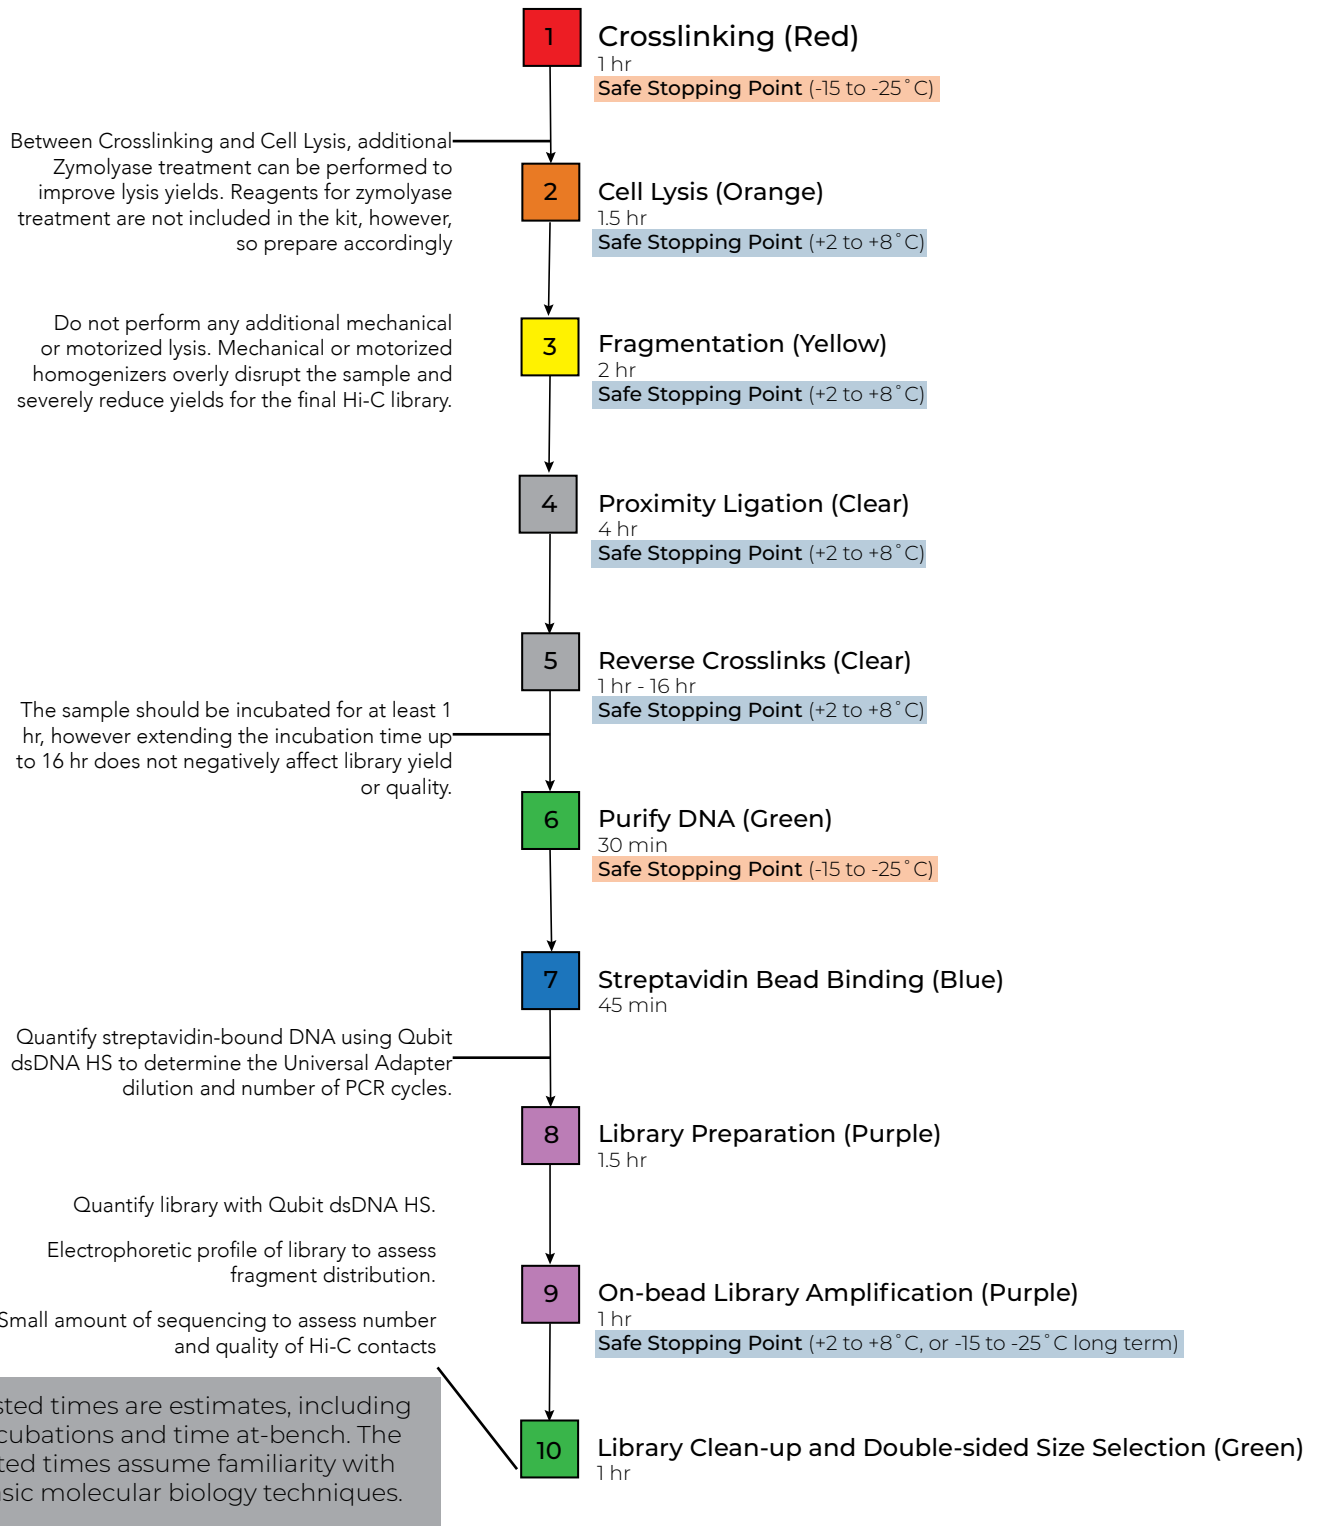 1
Crosslinking (Red)
1 hr
Safe Stopping Point (-15 to -25˚C)
Between Crosslinking and Cell Lysis, additional
Zymolyase treatment can be performed to
improve lysis yields. Reagents for zymolyase
treatment are not included in the kit, however,
so prepare accordingly
2
Cell Lysis (Orange)
1.5 hr
Safe Stopping Point (+2 to +8˚C)
Do not perform any additional mechanical
or motorized lysis. Mechanical or motorized
homogenizers overly disrupt the sample and
severely reduce yields for the final Hi-C library.
3
Fragmentation (Yellow)
2 hr
Safe Stopping Point (+2 to +8˚C)
4
Proximity Ligation (Clear)
4 hr
Safe Stopping Point (+2 to +8˚C)
5
Reverse Crosslinks (Clear)
1 hr - 16 hr
Safe Stopping Point (+2 to +8˚C)
The sample should be incubated for at least 1
hr, however extending the incubation time up
to 16 hr does not negatively affect library yield
or quality.
6
Purify DNA (Green)
30 min
Safe Stopping Point (-15 to -25˚C)
7
Streptavidin Bead Binding (Blue)
45 min
Quantify streptavidin-bound DNA using Qubit
dsDNA HS to determine the Universal Adapter
dilution and number of PCR cycles.
8
Library Preparation (Purple)
1.5 hr
Quantify library with Qubit dsDNA HS.
Electrophoretic profile of library to assess
fragment distribution.
Small amount of sequencing to assess number
and quality of Hi-C contacts
9
On-bead Library Amplification (Purple)
1 hr
Safe Stopping Point (+2 to +8˚C, or -15 to -25˚C long term)
10
Library Clean-up and Double-sided Size Selection (Green)
1 hr
times are estimates, including
and time at-bench. The
times assume familiarity with
molecular biology techniques.